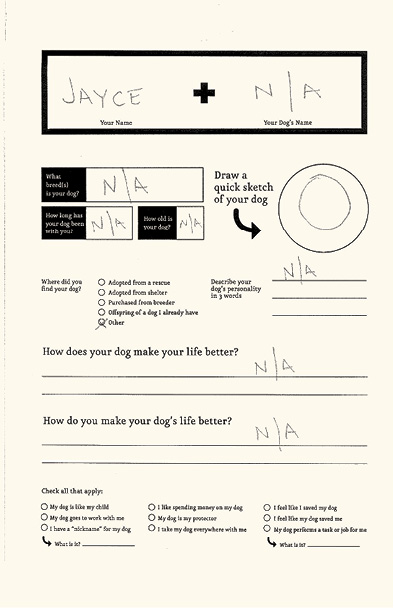 JAYCE + N/A
Your Name Your Dog's Name
What breed(s) is your dog? N/A
How long has your dog been with you? N/A
How old is your dog? N/A
Draw a
quick sketch
of your dog
Where did you find your dog?
Adopted from a rescue
Adopted from shelter
Purchased from breeder
Offspring of a dog I already have
Other
Describe your dog's personality in 3 words
N/A
How does your dog make your life better?
N/A
How do you make your dog's life better?
N/A
Check all that apply:
My dog is like my child
My dog goes to work with me
I have a "nickname" for my dog
What is it?
I like spending money on my dog
My dog is my protector
I take my dog everywhere with me
I feel like I saved my dog
I feel like my dog saved me
My dog performs a task or job for me
What is it?